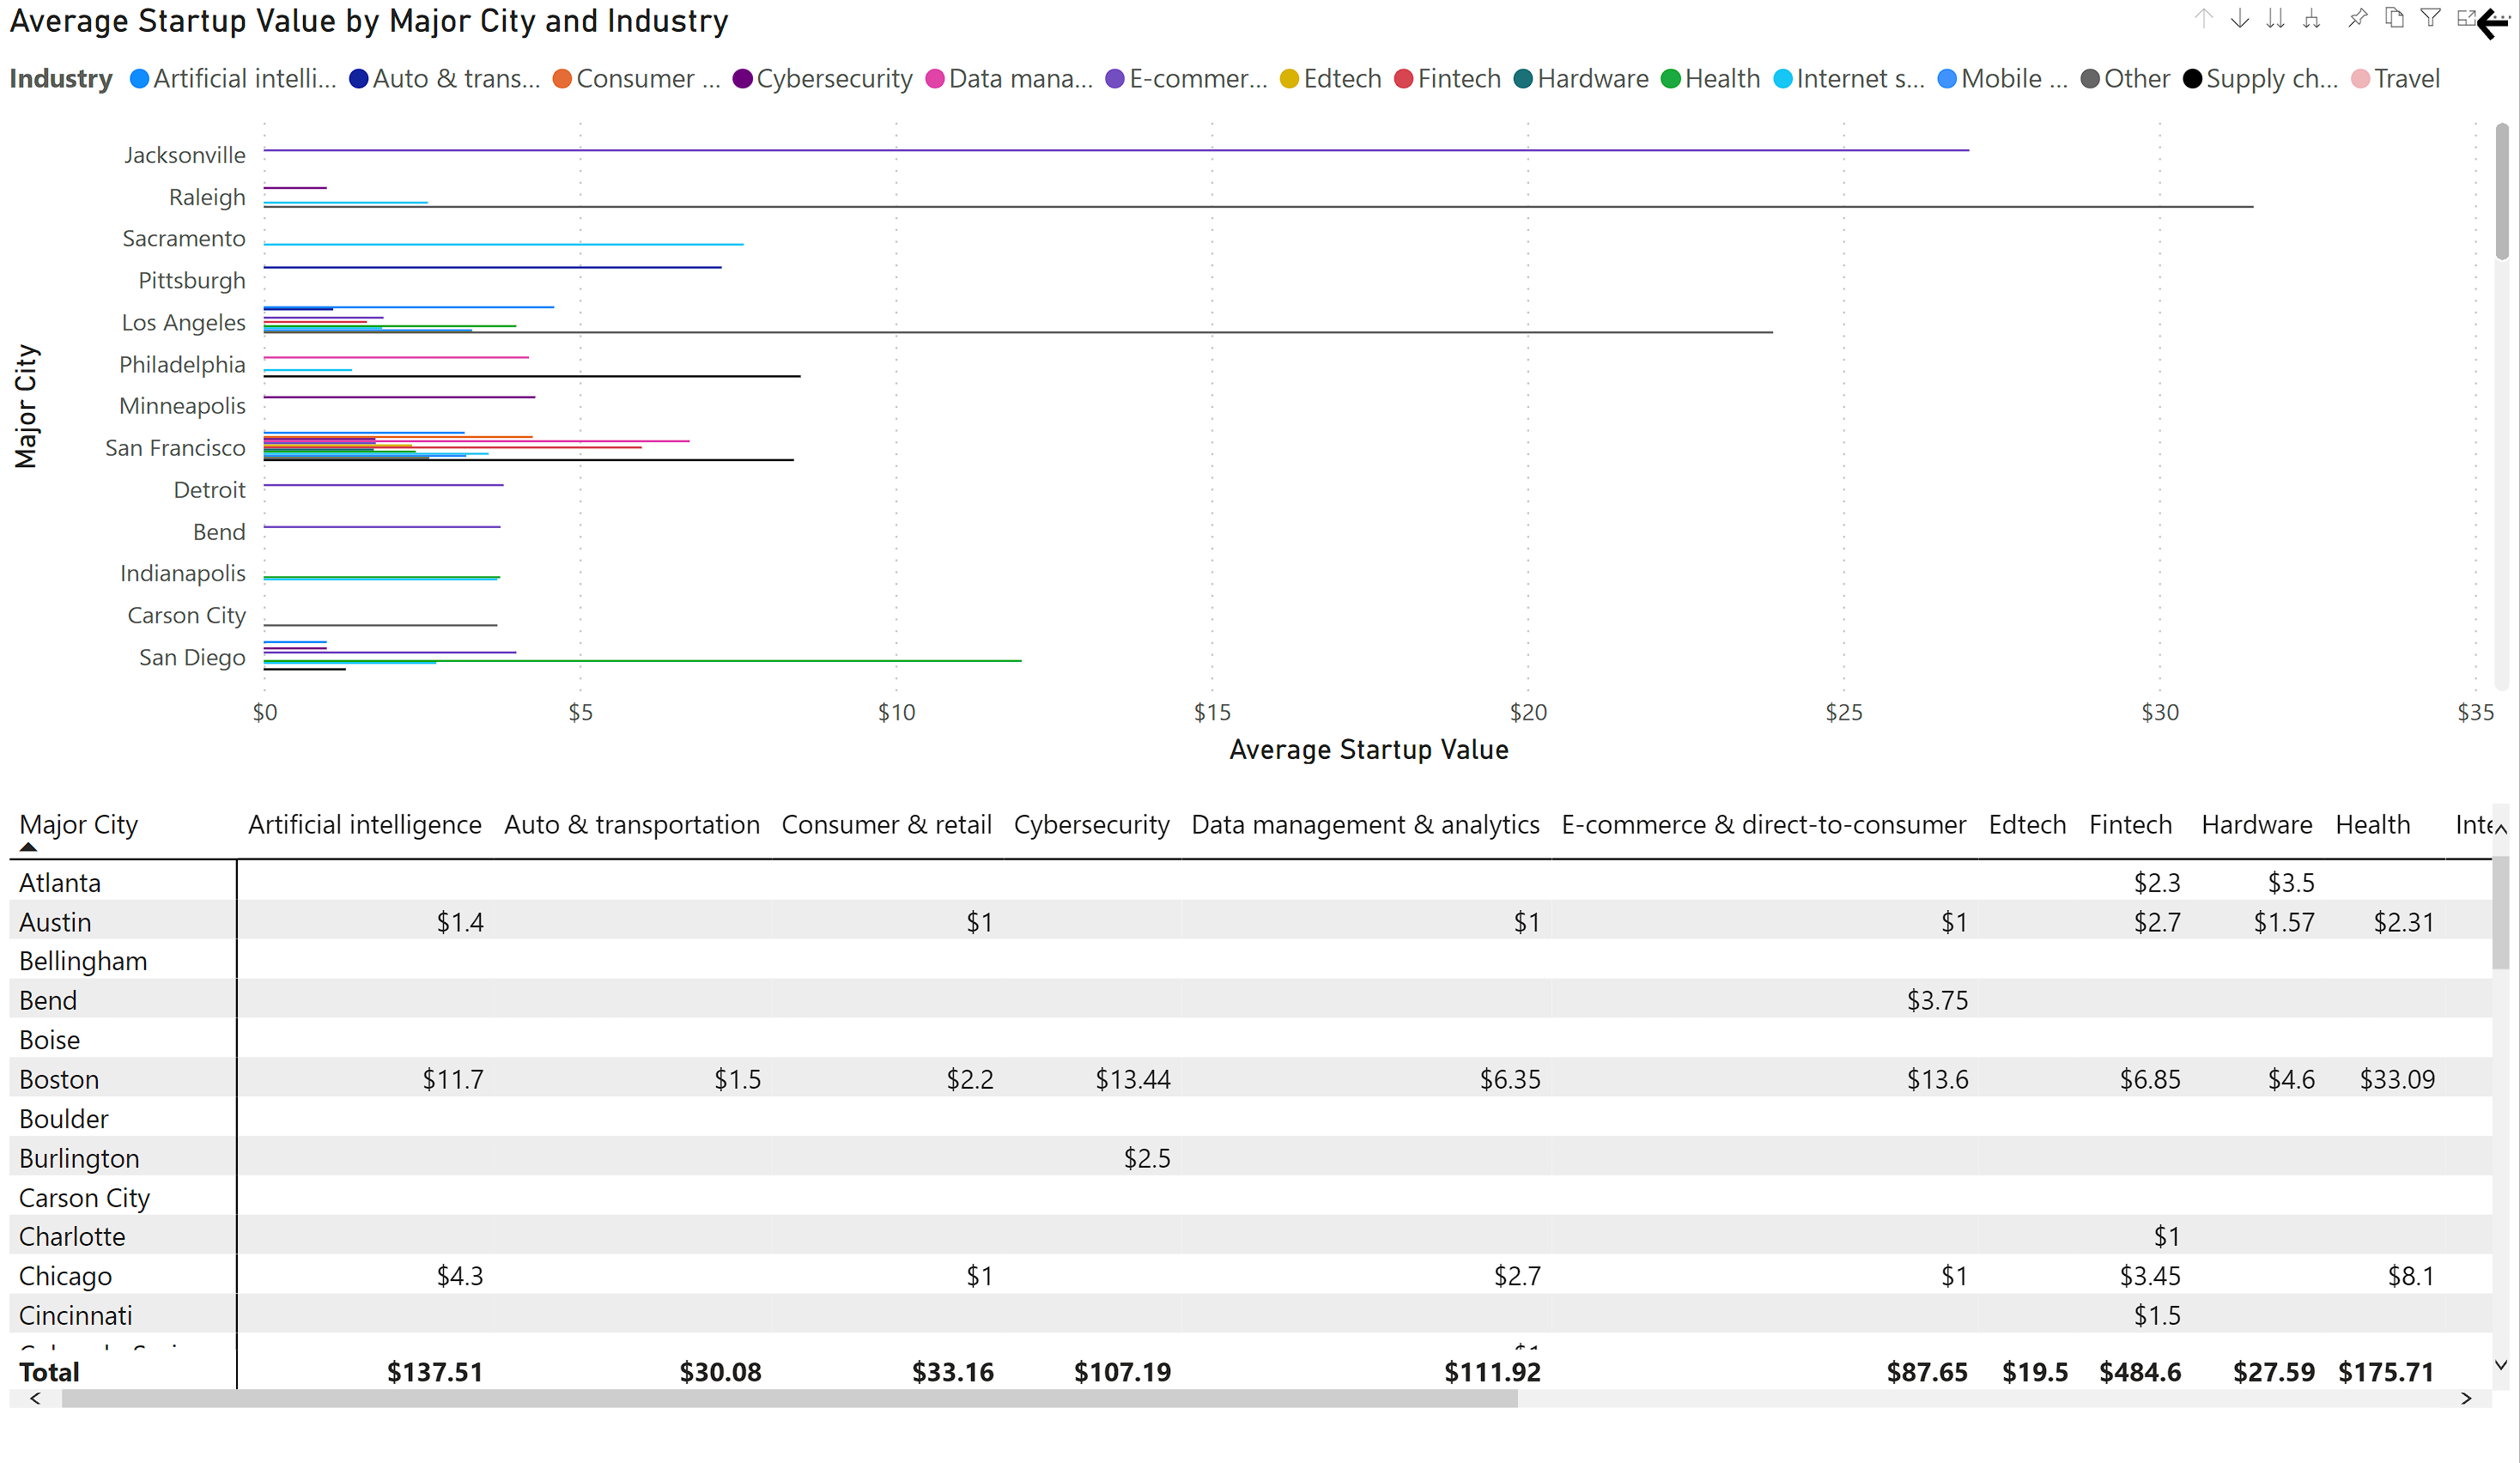 Average Startup Value by Major City and Industry
Industry Artificial intelli... Auto & trans... Consumer ... Cybersecurity Data mana... E-commer... Edtech Fintech Hardware Health Internet s... Mobile ... Other Supply ch... Travel
Jacksonville
Raleigh
Sacramento
Pittsburgh
Los Angeles
Philadelphia
Minneapolis
San Francisco
Detroit
Bend
Indianapolis
Carson City
San Diego
Major City
$0 $5 $10 $15 $20 $25 $30 $35
Average Startup Value
Major City Artificial intelligence Auto & transportation Consumer & retail Cybersecurity Data management & analytics E-commerce & direct-to-consumer Edtech Fintech Hardware Health Inte
Atlanta $2.3 $3.5
Austin $1.4 $1 $1 $1 $2.7 $1.57 $2.31
Bellingham
Bend $3.75
Boise
Boston $11.7 $1.5 $2.2 $13.44 $6.35 $13.6 $6.85 $4.6 $33.09
Boulder
Burlington $2.5
Carson City
Charlotte $1
Chicago $4.3 $1 $2.7 $1 $3.45 $8.1
Cincinnati $1.5
Total $137.51 $30.08 $33.16 $107.19 $111.92 $87.65 $19.5 $484.6 $27.59 $175.71